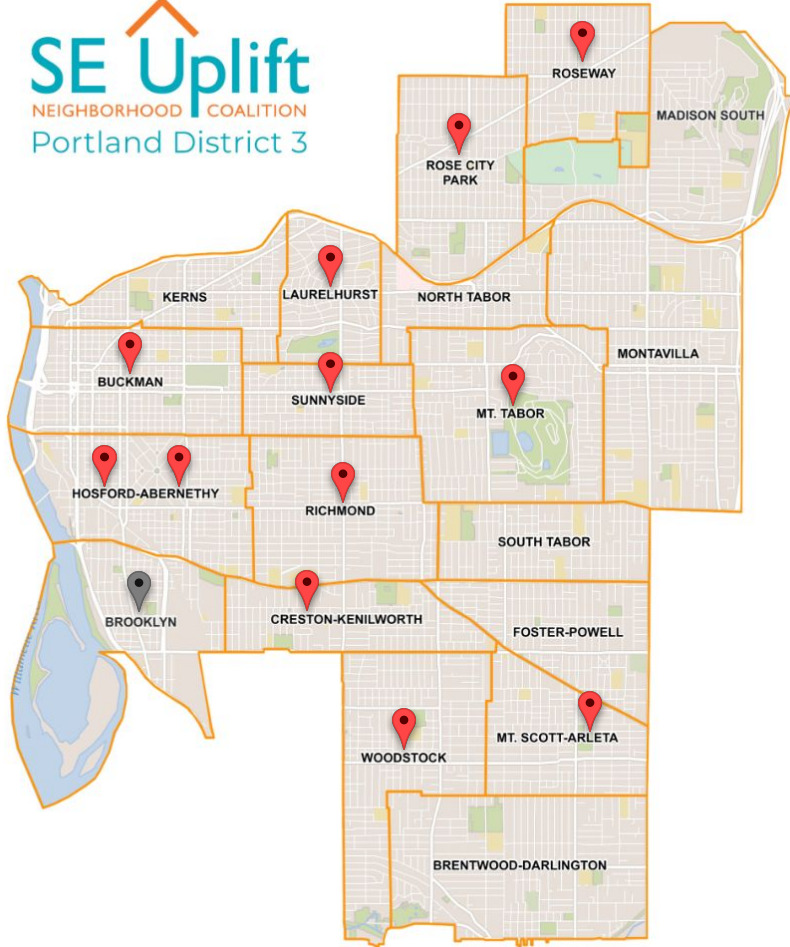 SE Uplift
NEIGHBORHOOD COALITION
Portland District 3
ROSEWAY
MADISON SOUTH
ROSE CITY
PARK
KERNS
LAURELHURST
NORTH TABOR
MONTAVILLA
BUCKMAN
SUNNYSIDE
MT. TABOR
HOSFORD-ABERNETHY
RICHMOND
SOUTH TABOR
BROOKLYN
CRESTON-KENILWORTH
FOSTER-POWELL
WOODSTOCK
MT. SCOTT-ARLETA
BRENTWOOD-DARLINGTON